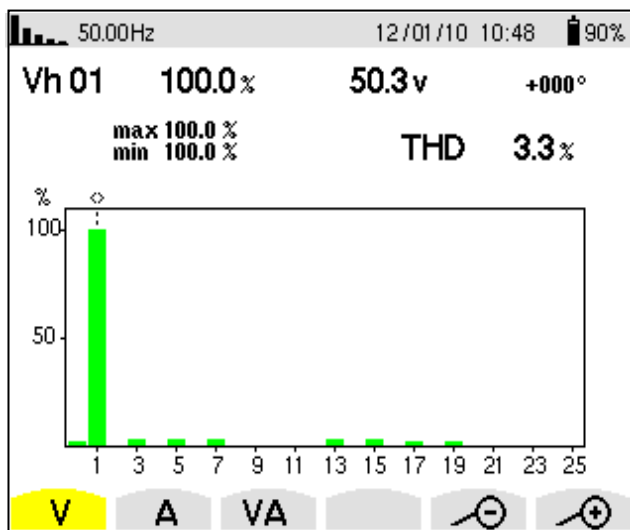 50.00Hz 12/01/10 10:48 90%
Vh 01 100.0 % 50.3 v +000°
max 100.0 %
min 100.0 %
THD 3.3 %
%
100
50
1 3 5 7 9 11 13 15 17 19 21 23 25
V A VA